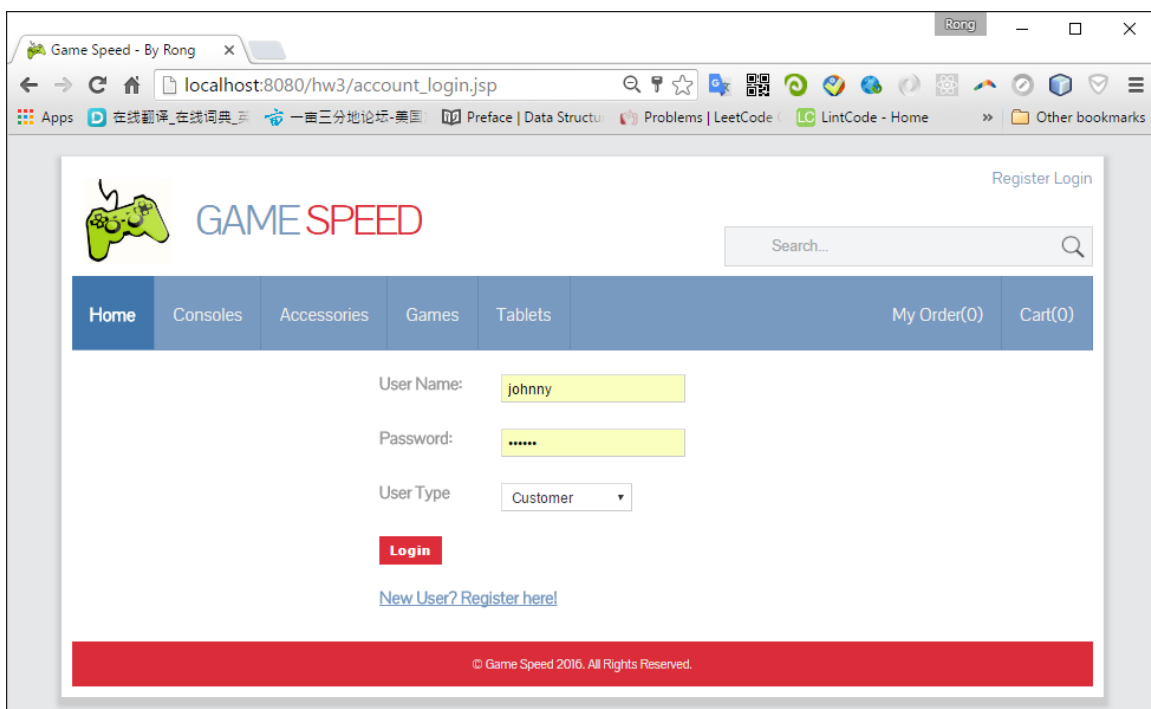 Rong
Game Speed - By Rong
localhost:8080/hw3/account_login.jsp
Apps 在线翻译_在线词典_英 一亩三分地论坛-美国 Preface | Data Structu Problems | LeetCode LintCode - Home » Other bookmarks
Register Login
GAME SPEED
Search...
Home Consoles Accessories Games Tablets My Order(0) Cart(0)
User Name: johnny
Password: ••••••
User Type Customer
Login
New User? Register here!
© Game Speed 2016. All Rights Reserved.